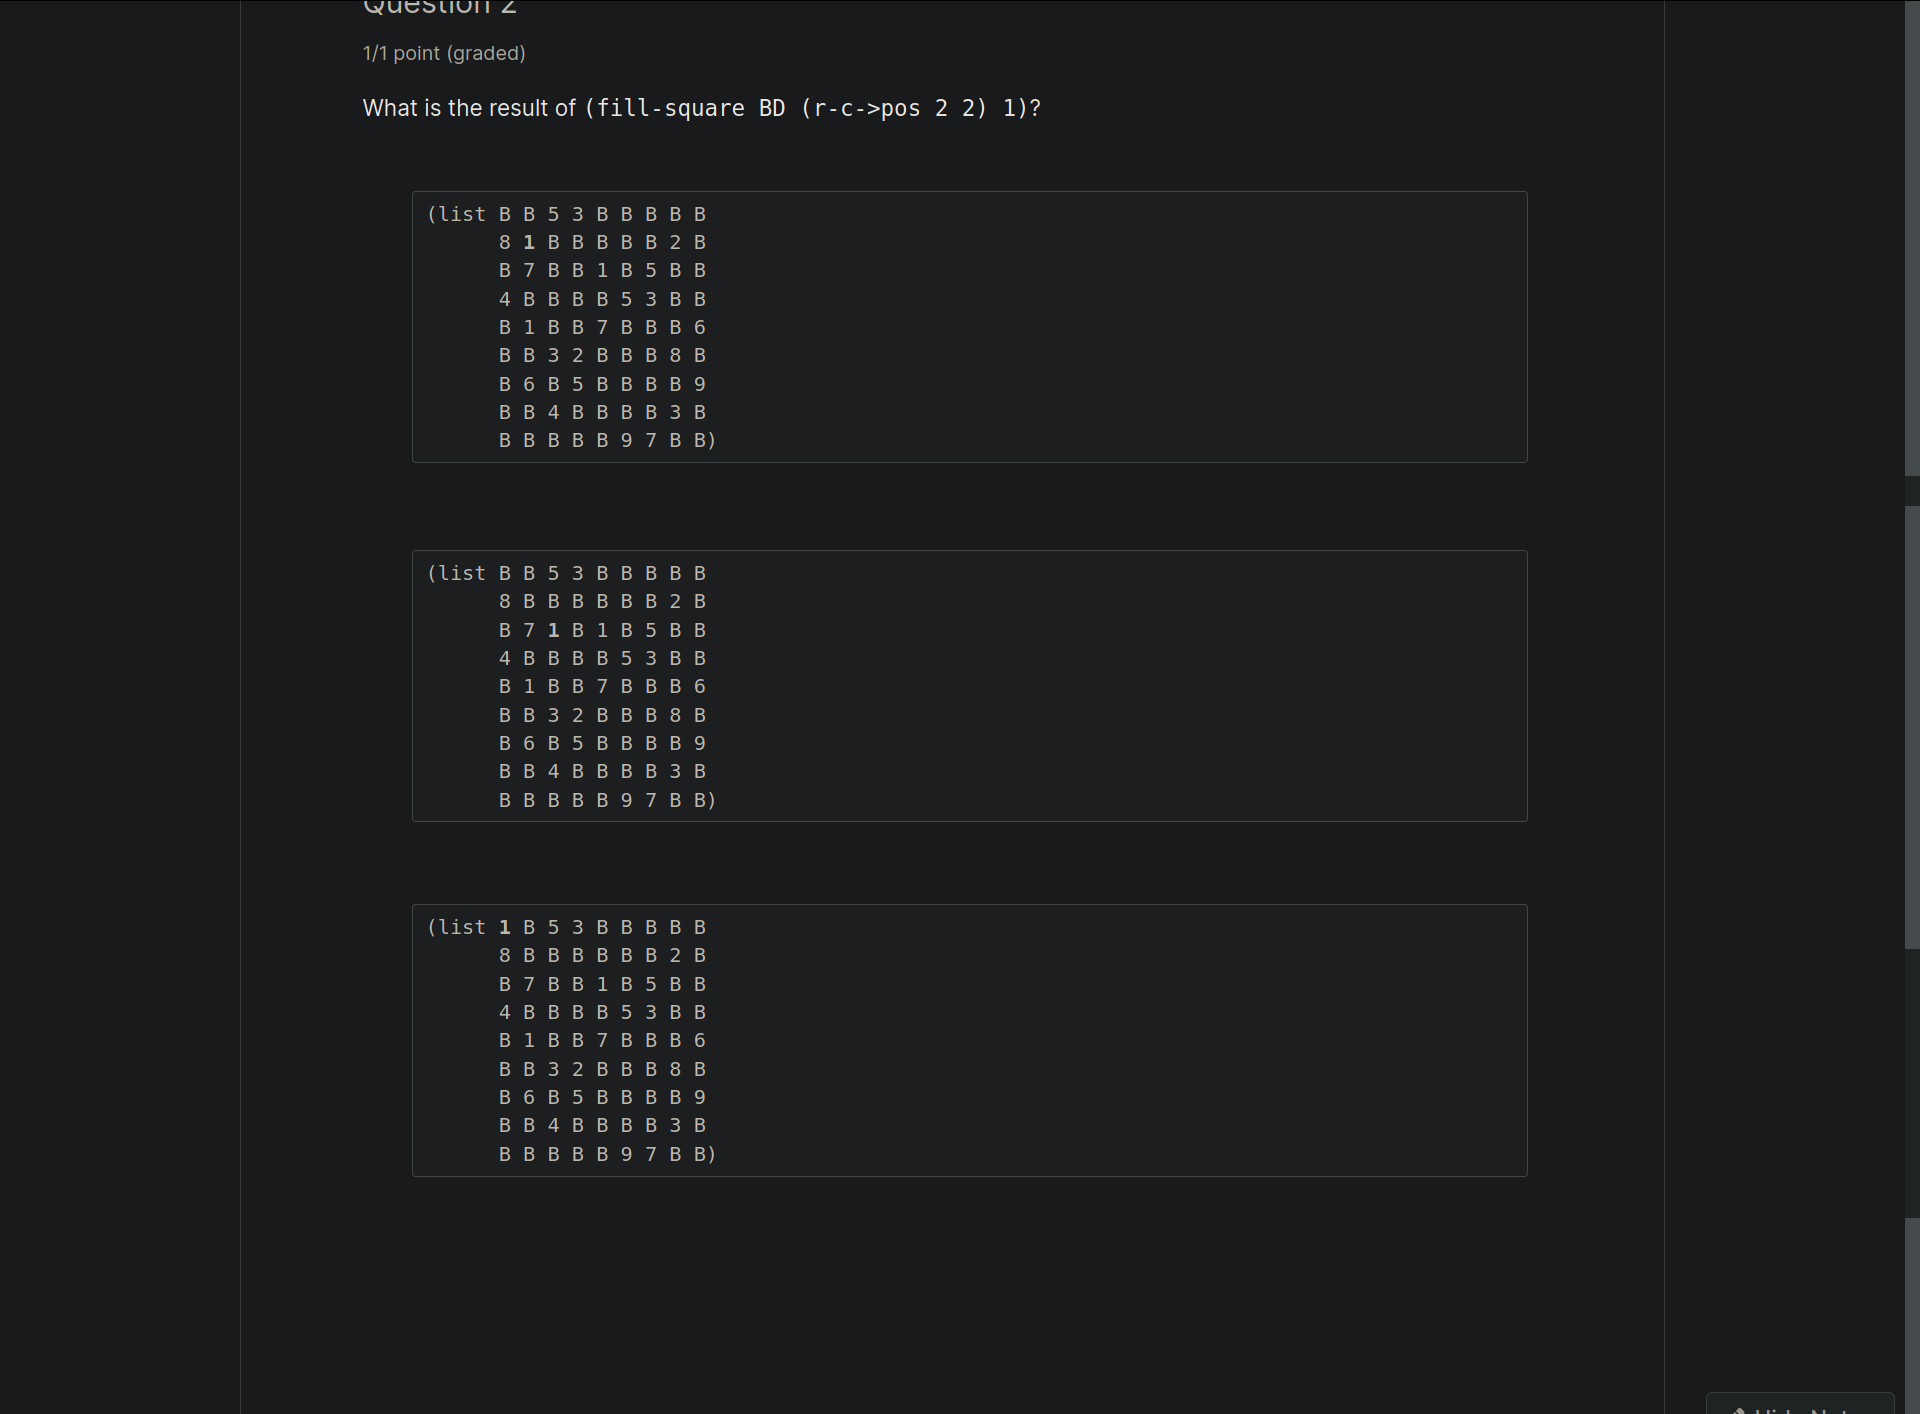 Question 2
1/1 point (graded)
What is the result of (fill-square BD (r-c->pos 2 2) 1)?
(list B B 5 3 B B B B B
8 1 B B B B B 2 B
B 7 B B 1 B 5 B B
4 B B B B 5 3 B B
B 1 B B 7 B B B 6
B B 3 2 B B B 8 B
B 6 B 5 B B B B 9
B B 4 B B B B 3 B
B B B B B 9 7 B B)
(list B B 5 3 B B B B B
8 B B B B B B 2 B
B 7 1 B 1 B 5 B B
4 B B B B 5 3 B B
B 1 B B 7 B B B 6
B B 3 2 B B B 8 B
B 6 B 5 B B B B 9
B B 4 B B B B 3 B
B B B B B 9 7 B B)
(list 1 B 5 3 B B B B B
8 B B B B B B 2 B
B 7 B B 1 B 5 B B
4 B B B B 5 3 B B
B 1 B B 7 B B B 6
B B 3 2 B B B 8 B
B 6 B 5 B B B B 9
B B 4 B B B B 3 B
B B B B B 9 7 B B)